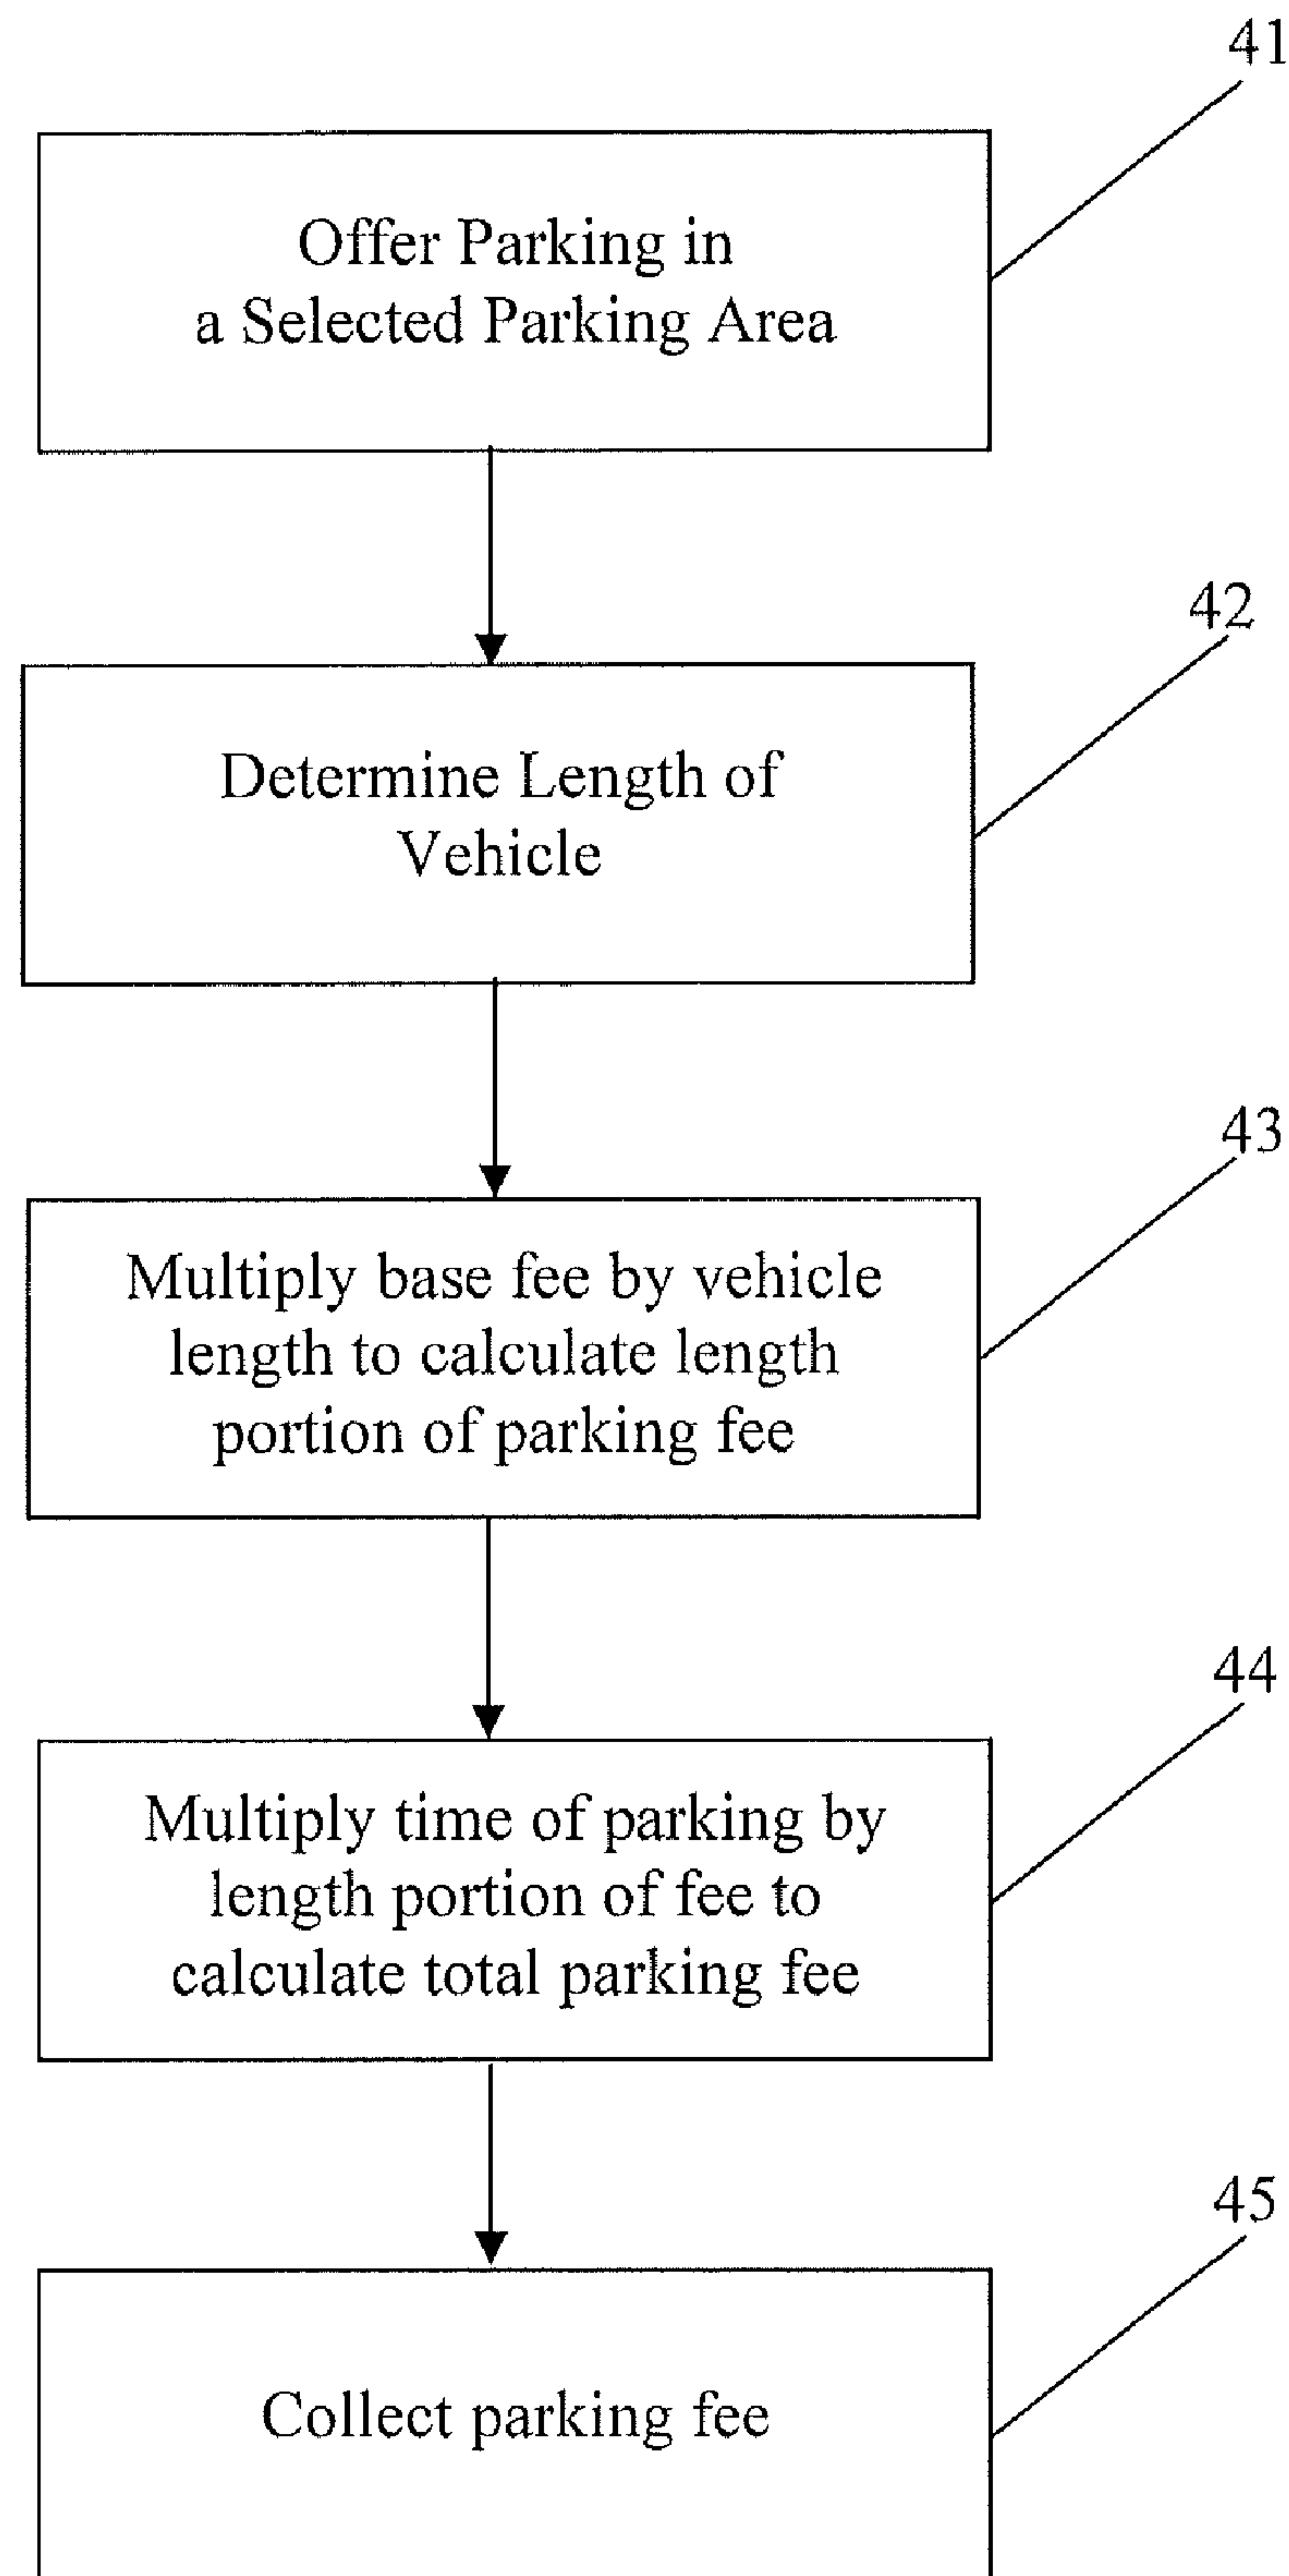 41
Offer Parking in
a Selected Parking Area
42
Determine Length of
Vehicle
43
Multiply base fee by vehicle
length to calculate length
portion of parking fee
44
Multiply time of parking by
length portion of fee to
calculate total parking fee
45
Collect parking fee